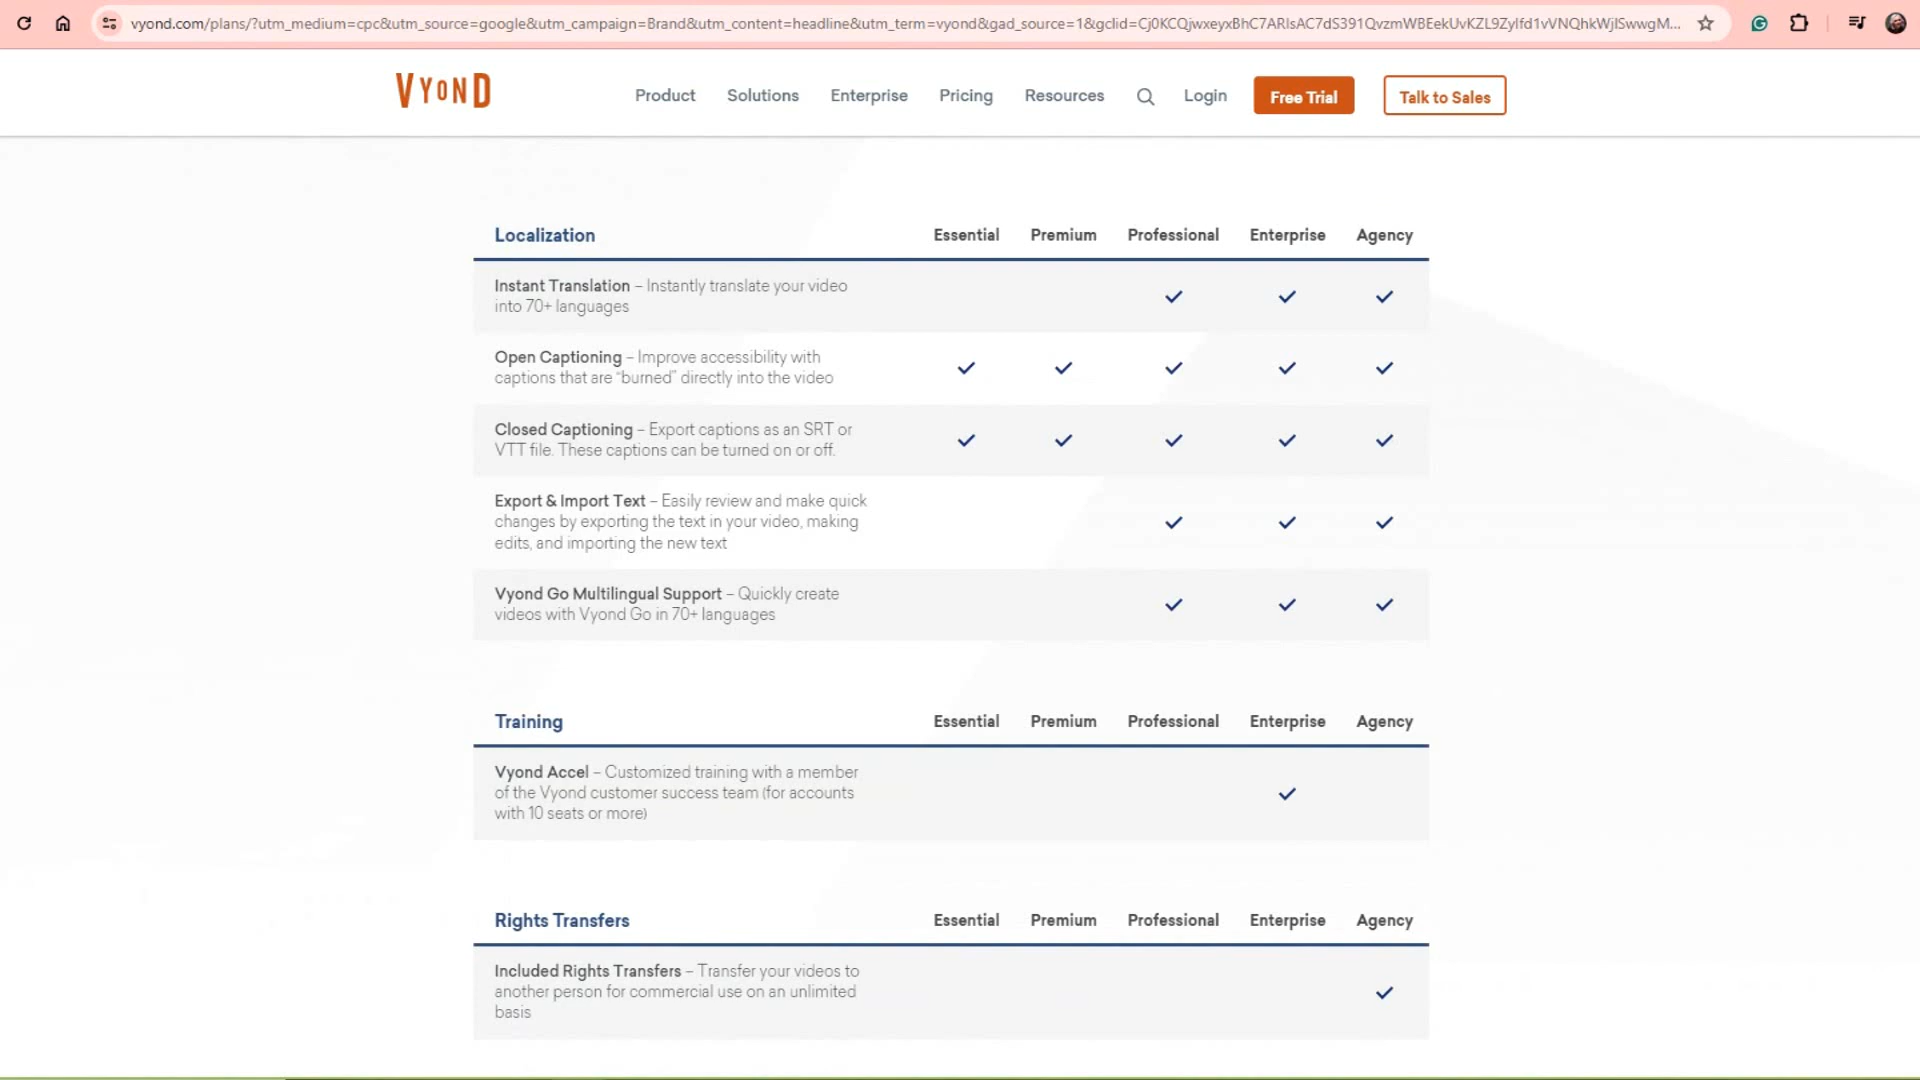 vyond.com/plans/?utm_medium=cpc&utm_source=google&utm_campaign=Brand&utm_content=headline&utm_term=vyond&gad_source=1&gclid=Cj0KCQjwxeyxBhC7ARIsAC7dS391QvzmWBEekUvKZL9Zylfd1vVNQhkWjlSwwgM...
VYOND
Product Solutions Enterprise Pricing Resources Login Free Trial Talk to Sales
Localization Essential Premium Professional Enterprise Agency
Instant Translation – Instantly translate your video
into 70+ languages
Open Captioning – Improve accessibility with
captions that are “burned” directly into the video
Closed Captioning – Export captions as an SRT or
VTT file. These captions can be turned on or off.
Export & Import Text – Easily review and make quick
changes by exporting the text in your video, making
edits, and importing the new text
Vyond Go Multilingual Support – Quickly create
videos with Vyond Go in 70+ languages
Training Essential Premium Professional Enterprise Agency
Vyond Accel – Customized training with a member
of the Vyond customer success team (for accounts
with 10 seats or more)
Rights Transfers Essential Premium Professional Enterprise Agency
Included Rights Transfers – Transfer your videos to
another person for commercial use on an unlimited
basis